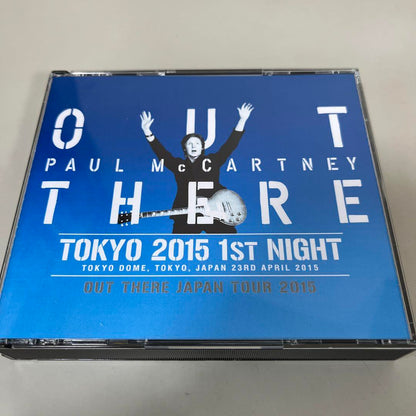 OUT
PAUL McCARTNEY
THERE
TOKYO 2015 1ST NIGHT
TOKYO DOME, TOKYO, JAPAN 23RD APRIL 2015
OUT THERE JAPAN TOUR 2015